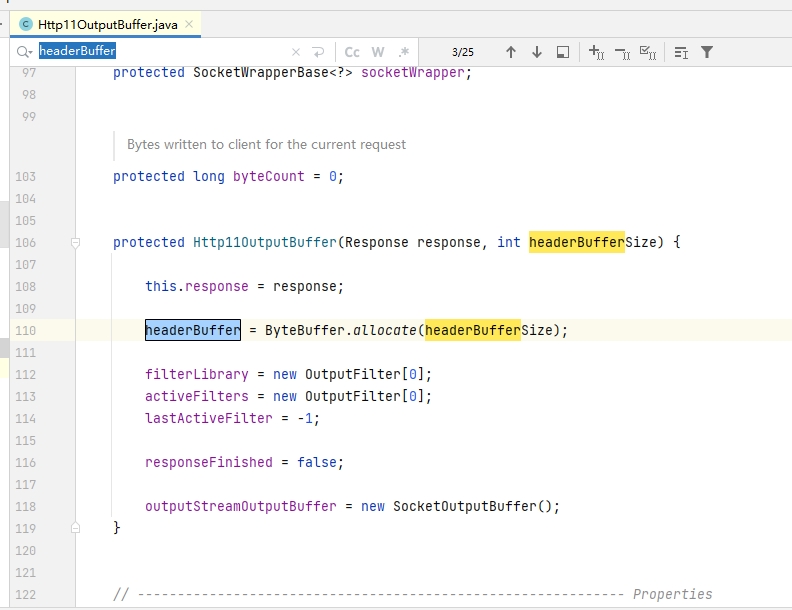 Http11OutputBuffer.java
headerBuffer Cc W .* 3/25
97 protected SocketWrapperBase<?> socketWrapper;
98
99
Bytes written to client for the current request
103 protected long byteCount = 0;
104
105
106 protected Http11OutputBuffer(Response response, int headerBufferSize) {
107
108 this.response = response;
109
110 headerBuffer = ByteBuffer.allocate(headerBufferSize);
111
112 filterLibrary = new OutputFilter[0];
113 activeFilters = new OutputFilter[0];
114 lastActiveFilter = -1;
115
116 responseFinished = false;
117
118 outputStreamOutputBuffer = new SocketOutputBuffer();
119 }
120
121
122 // ------------------------------------------------------------- Properties